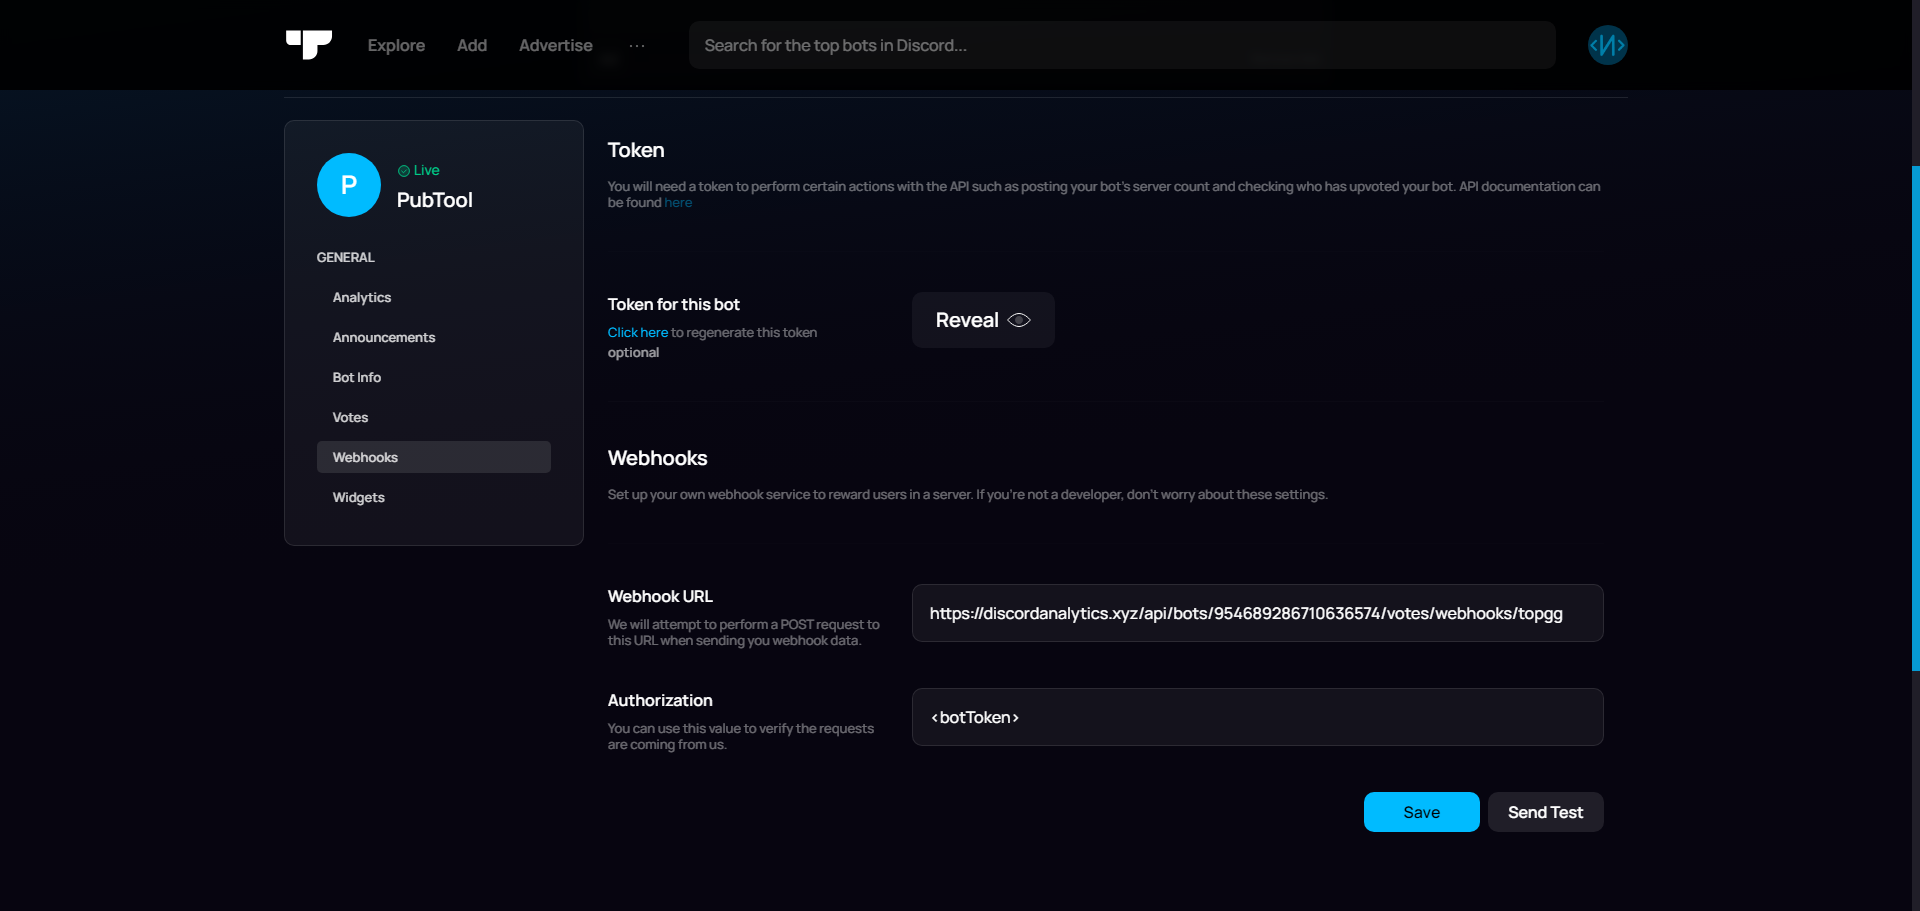 Explore
Add
Advertise
...
Search for the top bots in Discord...
<И>
P
Live
PubTool
GENERAL
Analytics
Announcements
Bot Info
Votes
Webhooks
Widgets
Token
You will need a token to perform certain actions with the API such as posting your bot's server count and checking who has upvoted your bot. API documentation can
be found here
Token for this bot
Click here to regenerate this token
optional
Reveal
Webhooks
Set up your own webhook service to reward users in a server. If you're not a developer, don't worry about these settings.
Webhook URL
We will attempt to perform a POST request to
this URL when sending you webhook data.
https://discordanalytics.xyz/api/bots/954689286710636574/votes/webhooks/topgg
Authorization
You can use this value to verify the requests
are coming from us.
<botToken>
Save
Send Test